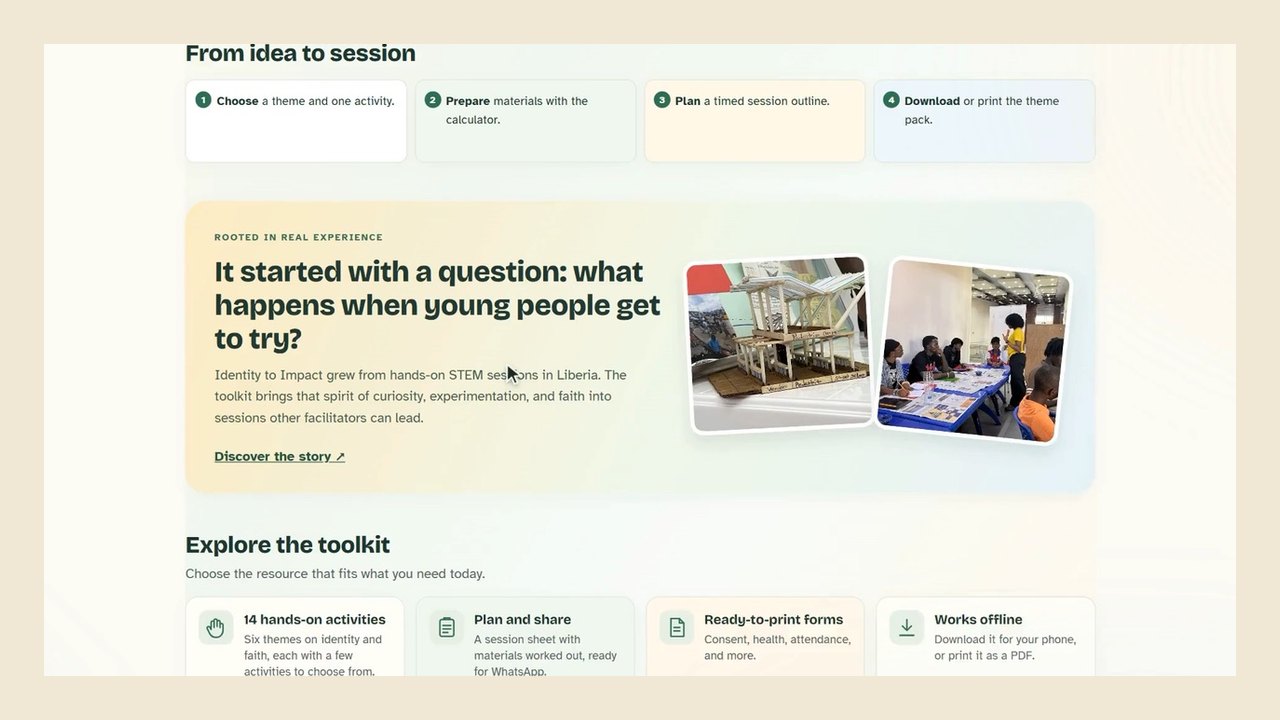 From idea to session
1 Choose a theme and one activity.
2 Prepare materials with the
calculator.
3 Plan a timed session outline.
4 Download or print the theme
pack.
ROOTED IN REAL EXPERIENCE
It started with a question: what
happens when young people get
to try?
Identity to Impact grew from hands-on STEM sessions in Liberia. The
toolkit brings that spirit of curiosity, experimentation, and faith into
sessions other facilitators can lead.
Discover the story ↗
Explore the toolkit
Choose the resource that fits what you need today.
14 hands-on activities
Six themes on identity and
faith, each with a few
activities to choose from.
Plan and share
A session sheet with
materials worked out, ready
for WhatsApp.
Ready-to-print forms
Consent, health, attendance,
and more.
Works offline
Download it for your phone,
or print it as a PDF.